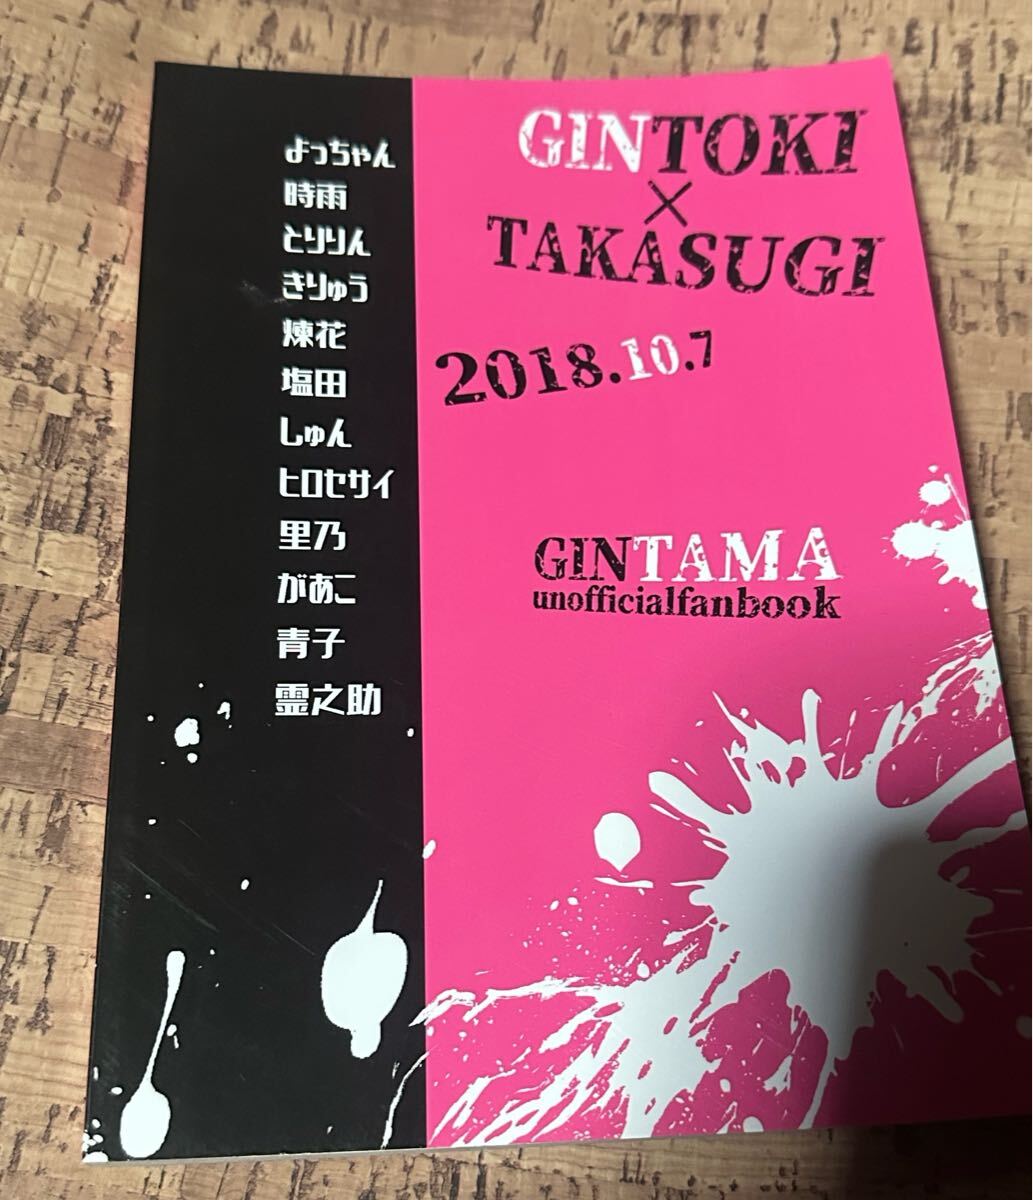 よっちゃん
時雨
とりりん
きりゅう
煉花
塩田
しゅん
ヒロセサイ
里乃
があこ
青子
霊之助
GINTOKI
×
TAKASUGI
2018.10.7
GINTAMA
unofficialfanbook